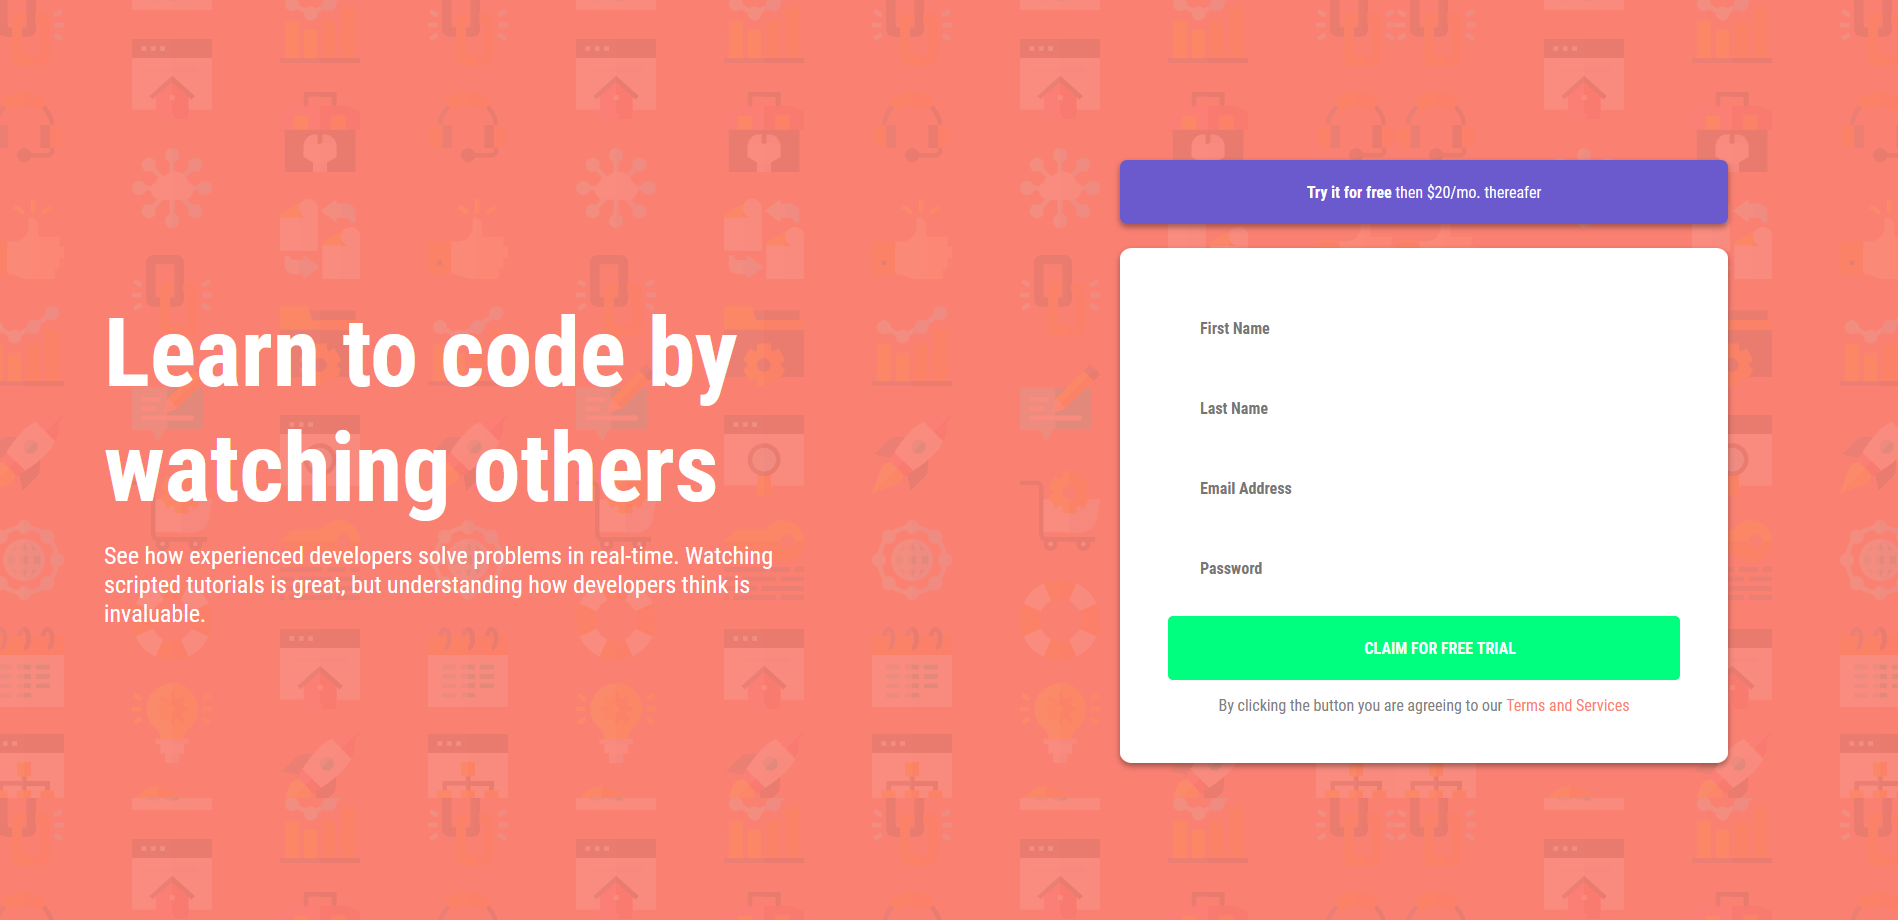 Learn to code by
watching others
See how experienced developers solve problems in real-time. Watching
scripted tutorials is great, but understanding how developers think is
invaluable.
Try it for free then $20/mo. thereafer
First Name
Last Name
Email Address
Password
CLAIM FOR FREE TRIAL
By clicking the button you are agreeing to our Terms and Services